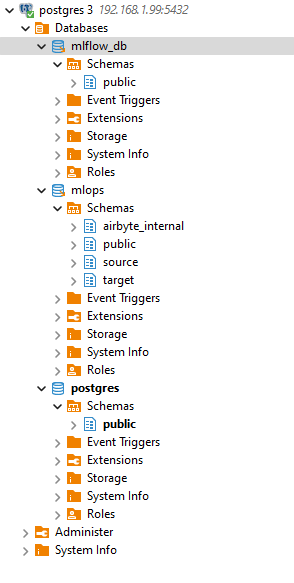 postgres 3 192.168.1.99:5432
Databases
mlflow_db
Schemas
public
Event Triggers
Extensions
Storage
System Info
Roles
mlops
Schemas
airbyte_internal
public
source
target
Event Triggers
Extensions
Storage
System Info
Roles
postgres
Schemas
public
Event Triggers
Extensions
Storage
System Info
Roles
Administer
System Info